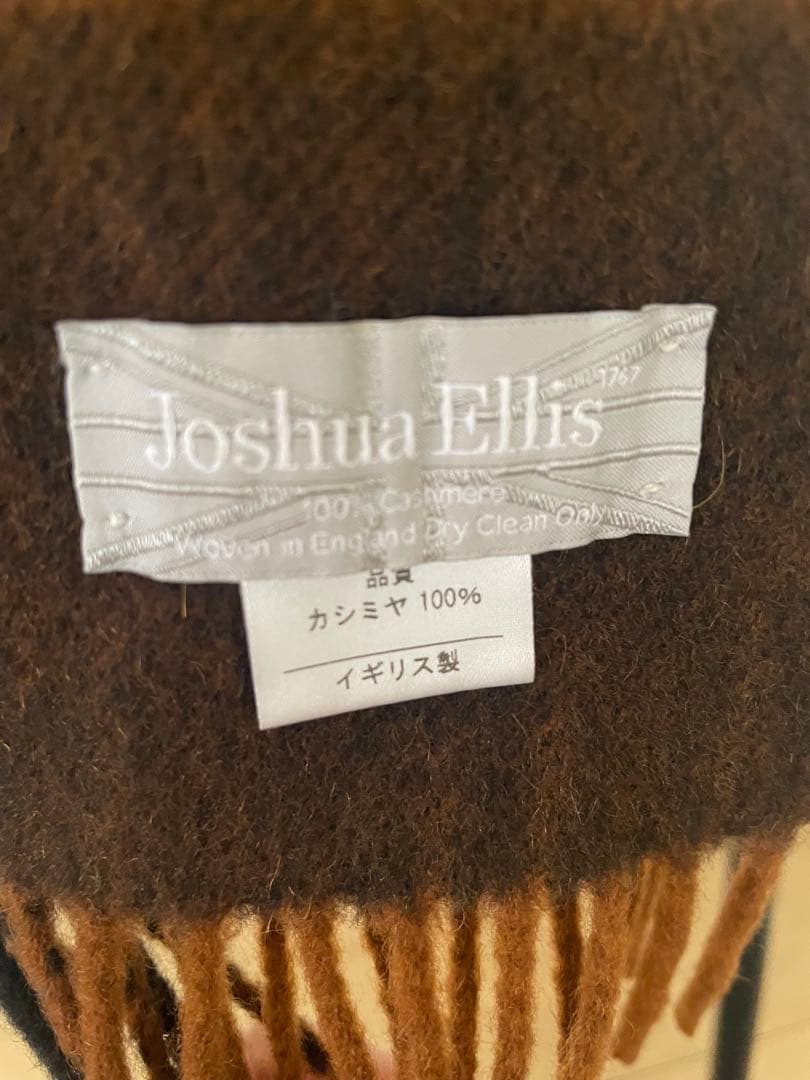 1767
Joshua Ellis
100% Cashmere
Woven in England Dry Clean Only
品質
カシミヤ 100%
イギリス製